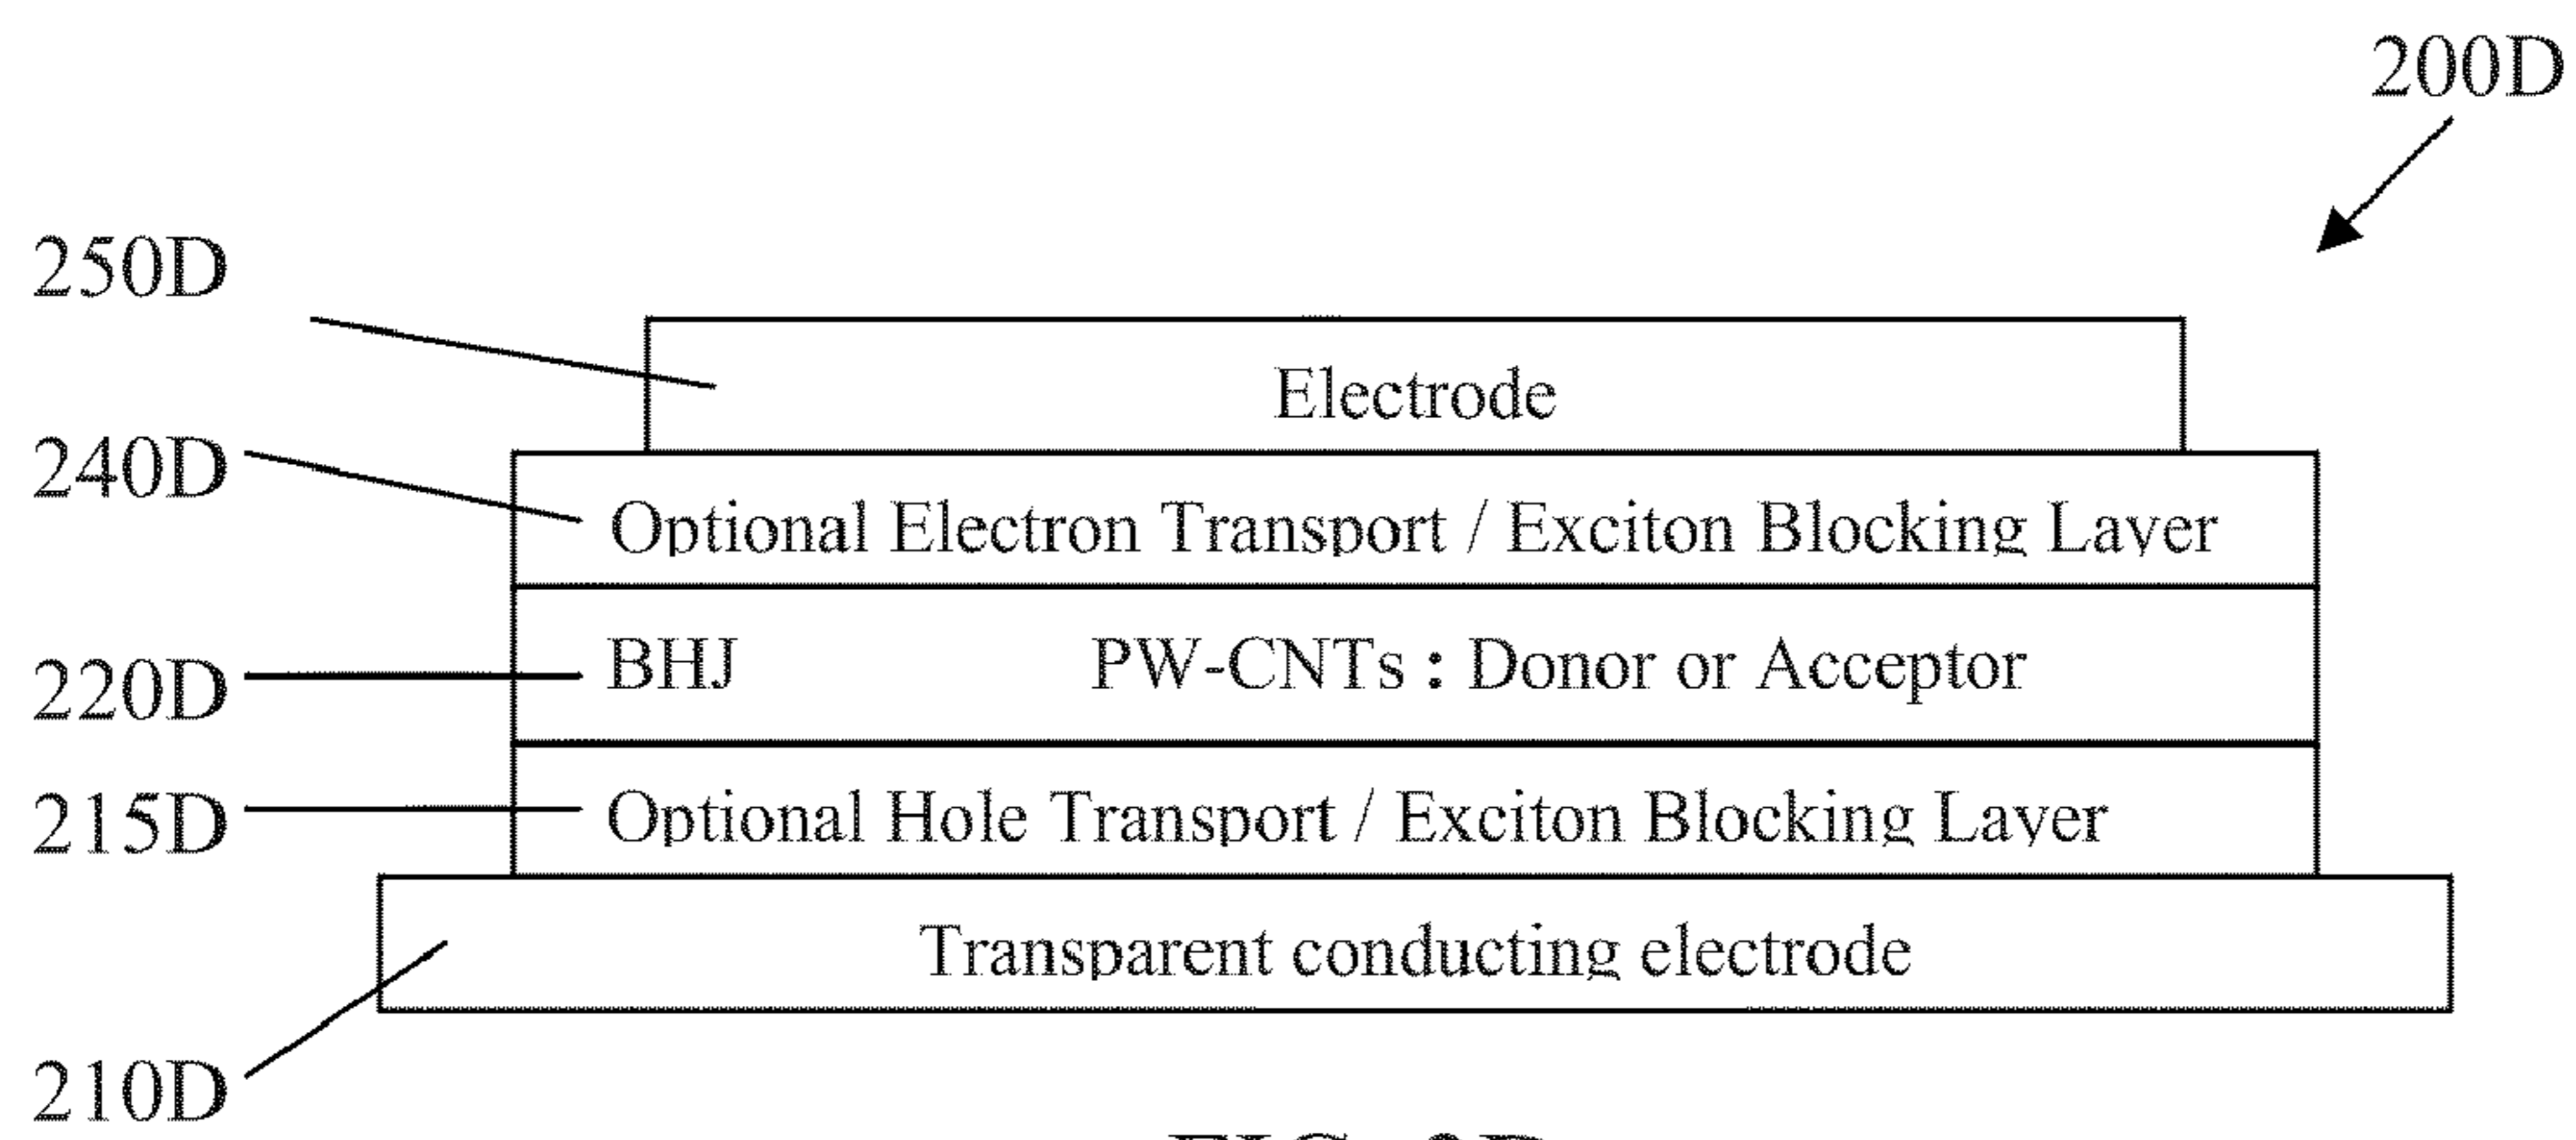 200D
250D
Electrode
240D
Optional Electron Transport / Exciton Blocking Layer
220D
BHJ PW-CNTs : Donor or Acceptor
215D
Optional Hole Transport / Exciton Blocking Layer
Transparent conducting electrode
210D